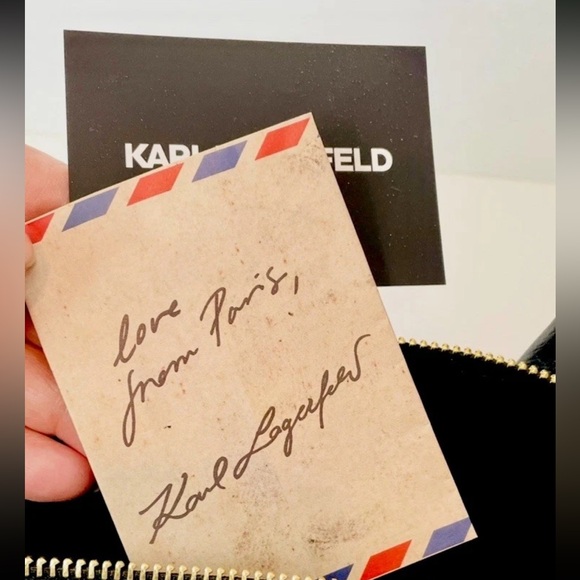 KARL FELD
love
from Paris,
Karl Lagerfeld